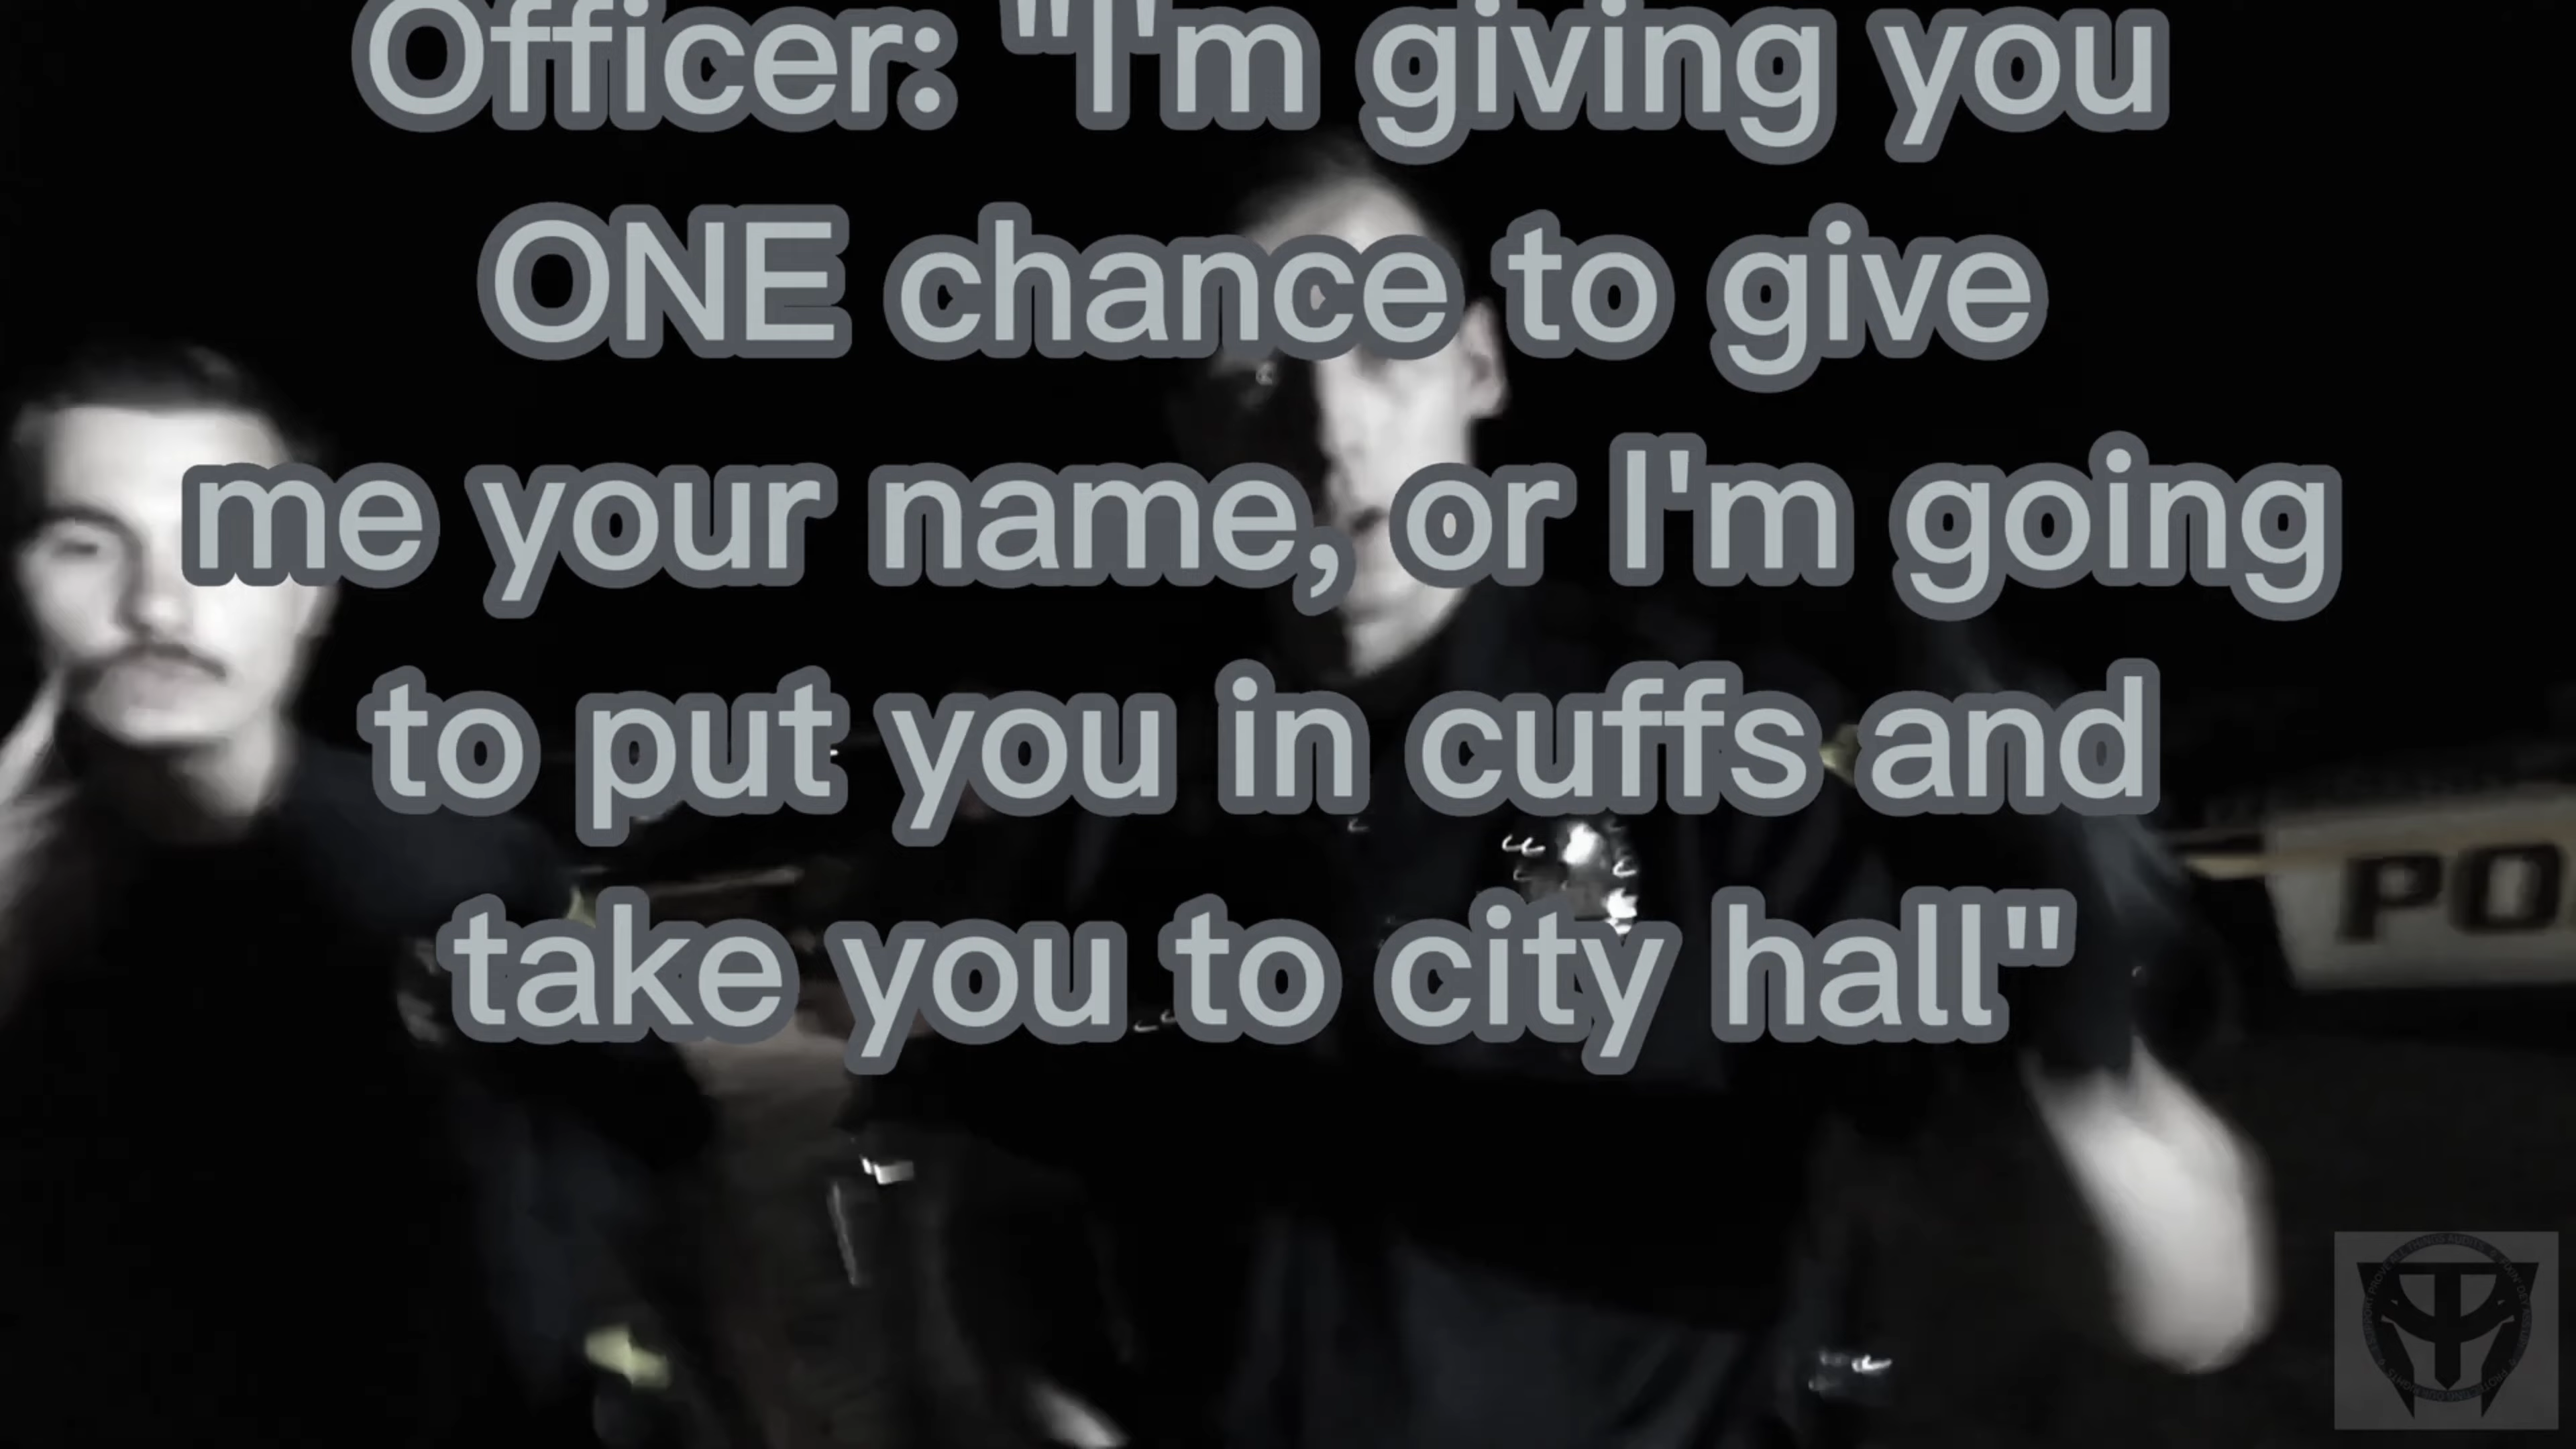 Officer: "I'm giving you
ONE chance to give
me your name, or I'm going
to put you in cuffs and
take you to city hall"
PO